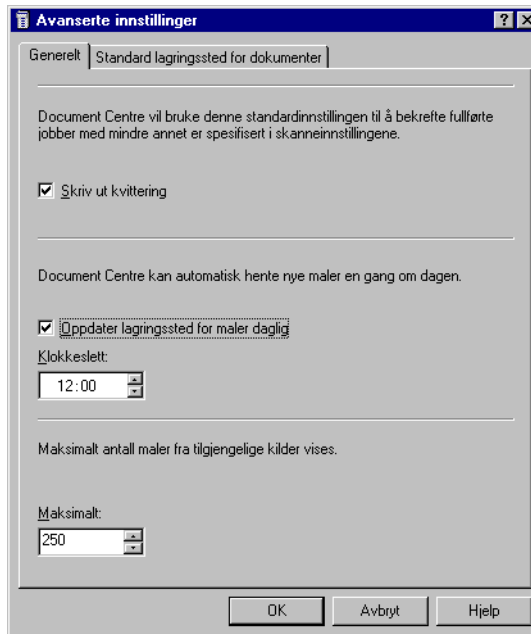 Avanserte innstillinger
Generelt
Standard lagringssted for dokumenter
Document Centre vil bruke denne standardinnstillingen til å bekrefte fullførte
jobber med mindre annet er spesifisert i skanneinnstillingene.
Skriv ut kvittering
Document Centre kan automatisk hente nye maler en gang om dagen.
Oppdater lagringssted for maler daglig
Klokkeslett:
12:00
Maksimalt antall maler fra tilgjengelige kilder vises.
Maksimalt:
250
OK
Avbryt
Hjelp